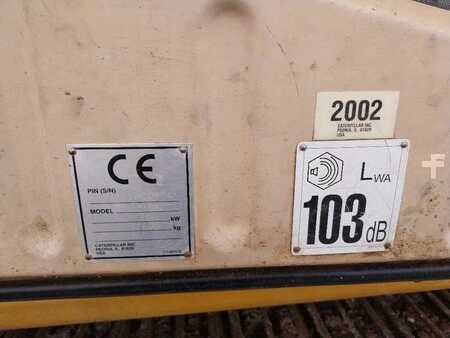 2002
CATERPILLAR INC.
PEORIA, IL 61629
USA
CE
PIN (S/N)
MODEL
kW
kg
CATERPILLAR INC.
PEORIA, IL 61629
USA
LWA
103 dB
F